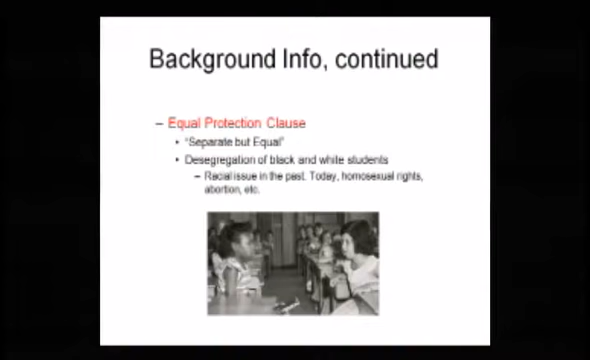 Background Info, continued
– Equal Protection Clause
• "Separate but Equal"
• Desegregation of black and white students
– Racial issue in the past. Today, homosexual rights,
abortion, etc.